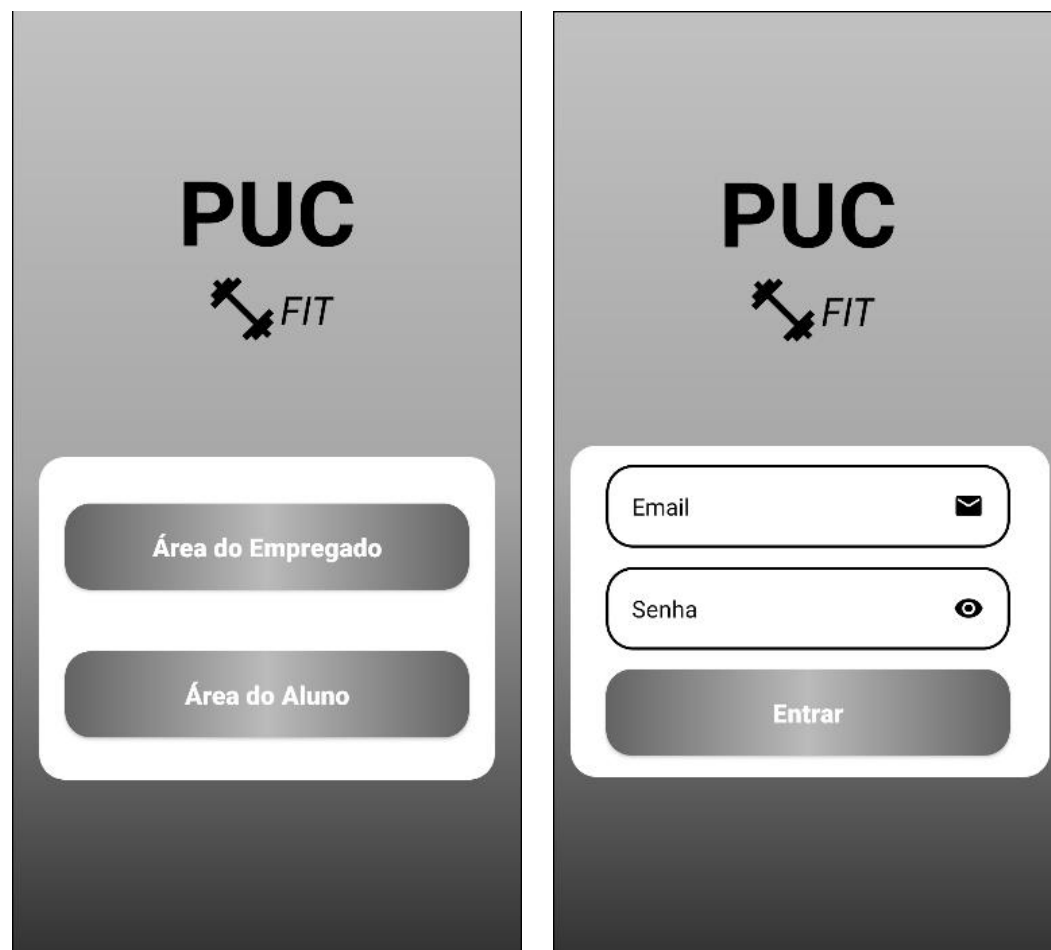 PUC
FIT
Área do Empregado
Área do Aluno
PUC
FIT
Email
Senha
Entrar